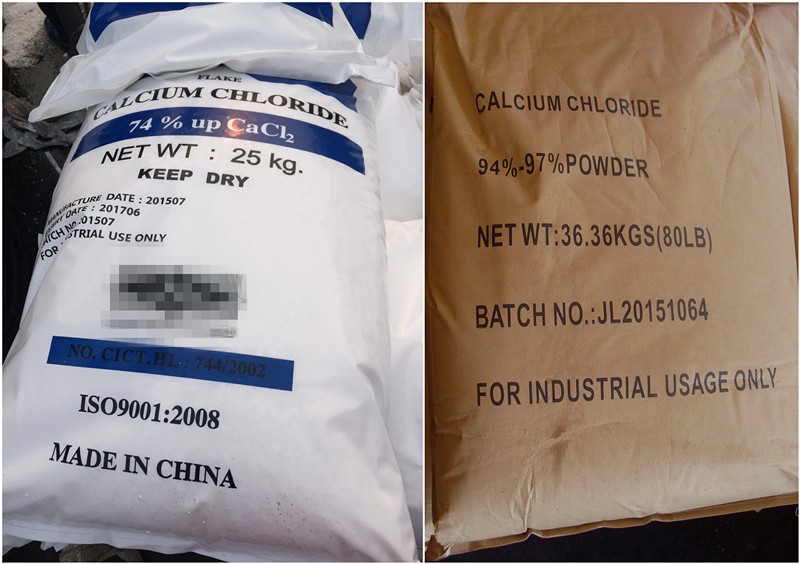 FLAKE
CALCIUM CHLORIDE
74 % up CaCl₂
NET WT : 25 kg.
KEEP DRY
MANUFACTURE DATE : 201507
DATE : 201706
BATCH NO. 01507
FOR INDUSTRIAL USE ONLY
NO. CICT.HL.: 744/2002
ISO9001:2008
MADE IN CHINA
CALCIUM CHLORIDE
94%-97%POWDER
NET WT:36.36KGS(80LB)
BATCH NO.:JL20151064
FOR INDUSTRIAL USAGE ONLY